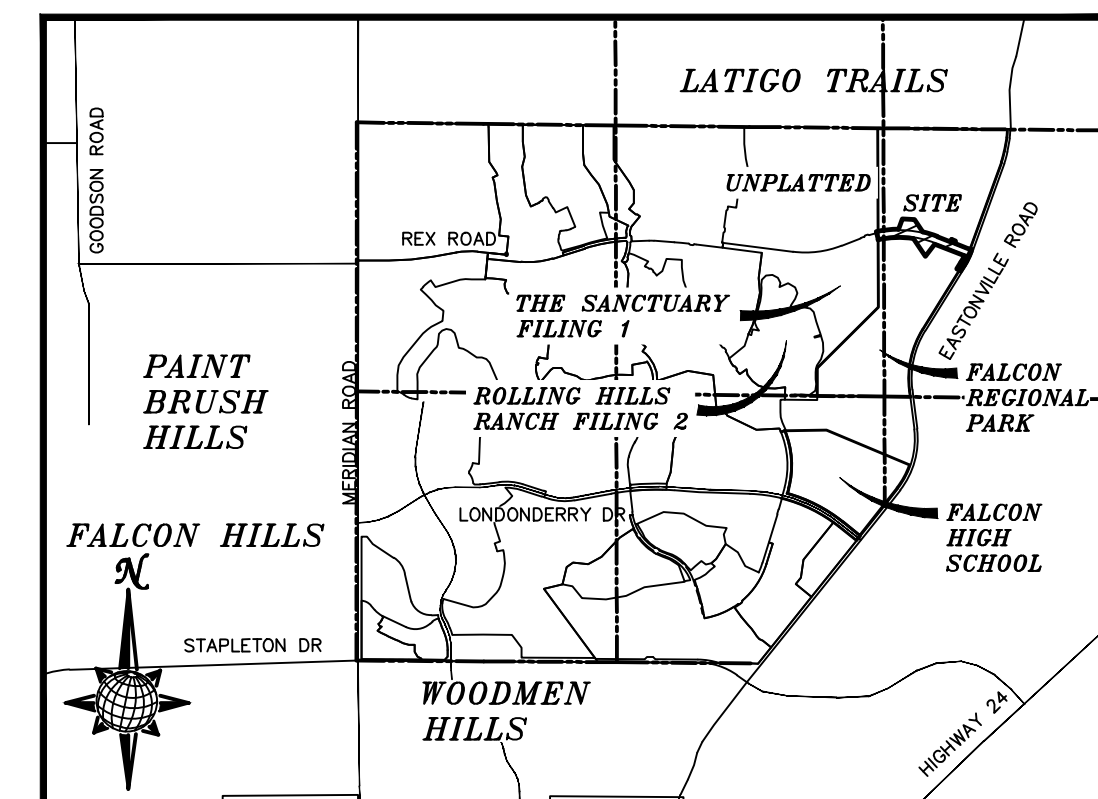 LATIGO TRAILS
GOODSON ROAD
UNPLATTED
SITE
REX ROAD
EASTONVILLE ROAD
THE SANCTUARY
FILING 1
PAINT
BRUSH
HILLS
MERIDIAN ROAD
ROLLING HILLS
RANCH FILING 2
FALCON
REGIONAL
PARK
LONDONDERRY DR
FALCON HILLS
N
FALCON
HIGH
SCHOOL
STAPLETON DR
WOODMEN
HILLS
HIGHWAY 24